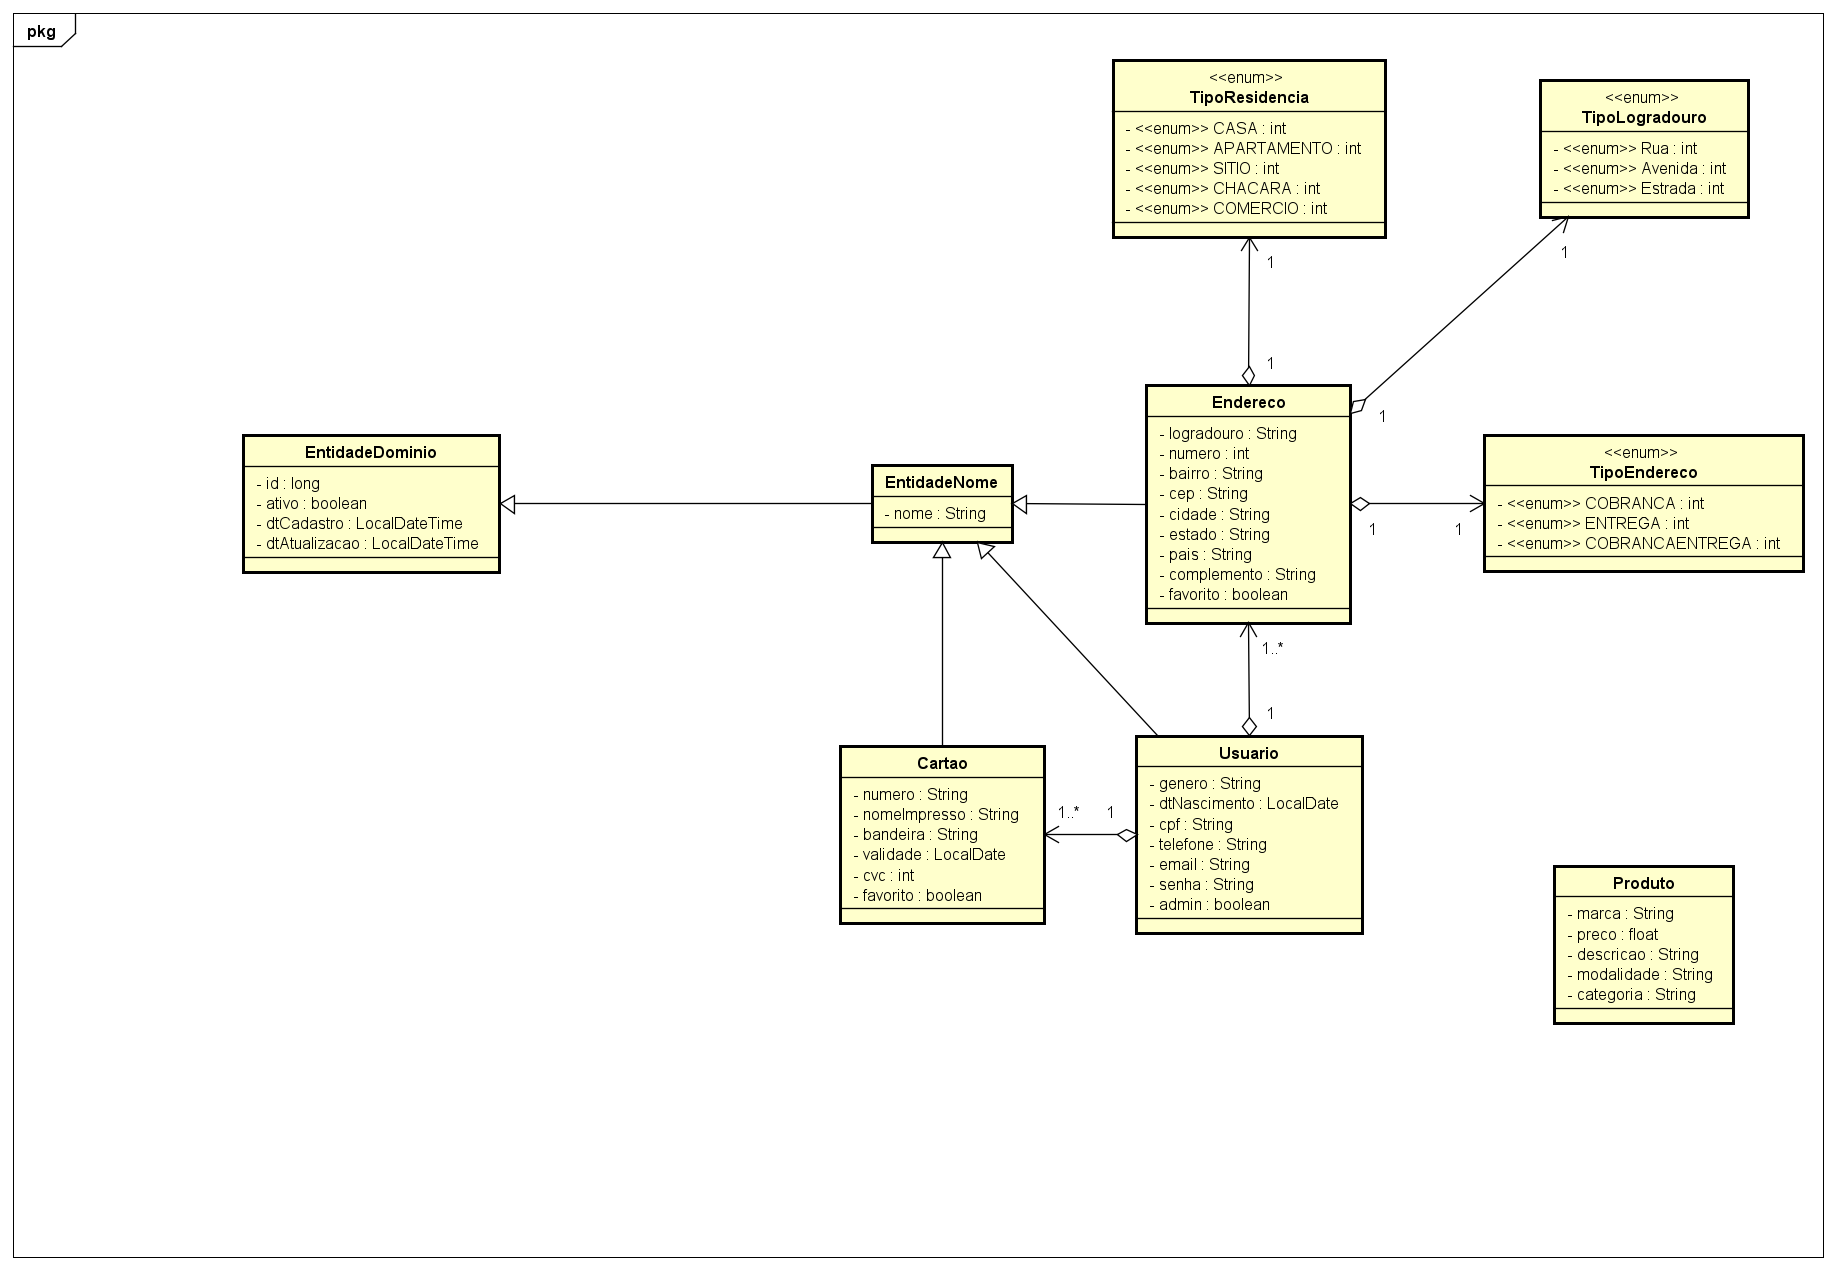 pkg
<<enum>>
TipoResidencia
- <<enum>> CASA : int
- <<enum>> APARTAMENTO : int
- <<enum>> SITIO : int
- <<enum>> CHACARA : int
- <<enum>> COMERCIO : int
<<enum>>
TipoLogradouro
- <<enum>> Rua : int
- <<enum>> Avenida : int
- <<enum>> Estrada : int
1
1
1
1
Endereco
- logradouro : String
- numero : int
- bairro : String
- cep : String
- cidade : String
- estado : String
- pais : String
- complemento : String
- favorito : boolean
EntidadeDominio
- id : long
- ativo : boolean
- dtCadastro : LocalDateTime
- dtAtualizacao : LocalDateTime
EntidadeNome
- nome : String
<<enum>>
TipoEndereco
- <<enum>> COBRANCA : int
- <<enum>> ENTREGA : int
- <<enum>> COBRANCAENTREGA : int
1
1
1..*
1
Cartao
- numero : String
- nomeImpresso : String
- bandeira : String
- validade : LocalDate
- cvc : int
- favorito : boolean
1..*
1
Usuario
- genero : String
- dtNascimento : LocalDate
- cpf : String
- telefone : String
- email : String
- senha : String
- admin : boolean
Produto
- marca : String
- preco : float
- descricao : String
- modalidade : String
- categoria : String